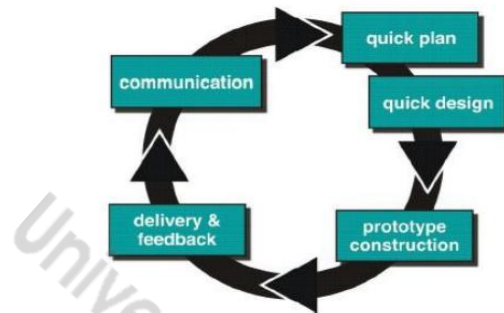 communication
quick plan
quick design
prototype
construction
delivery &
feedback